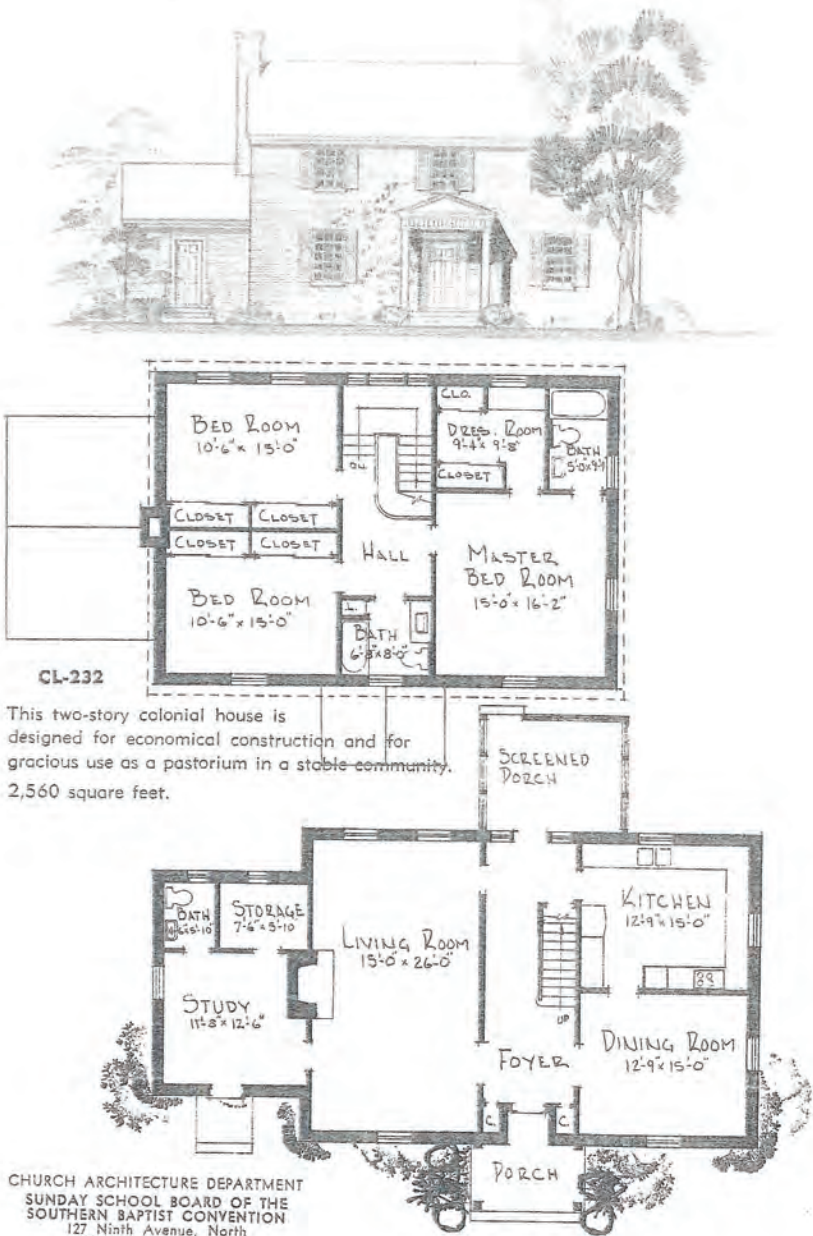 CLO.
BED ROOM
10'-6" x 15'-0"
DRES. ROOM
9'-4" x 9'-8"
BATH
CLOSET
CLOSET CLOSET
CLOSET CLOSET
HALL
MASTER
BED ROOM
15'-0" x 16'-2"
BED ROOM
10'-6" x 15'-0"
L.
BATH
CL-232
This two-story colonial house is
designed for economical construction and for
gracious use as a pastorium in a stable community.
2,560 square feet.
SCREENED
PORCH
BATH
STORAGE
KITCHEN
12'-9" x 15'-0"
LIVING ROOM
15'-0" x 26'-0"
STUDY
11'-8" x 12'-6"
UP
FOYER
DINING ROOM
12'-9" x 15'-0"
C.
C.
PORCH
CHURCH ARCHITECTURE DEPARTMENT
SUNDAY SCHOOL BOARD OF THE
SOUTHERN BAPTIST CONVENTION
127 Ninth Avenue, North